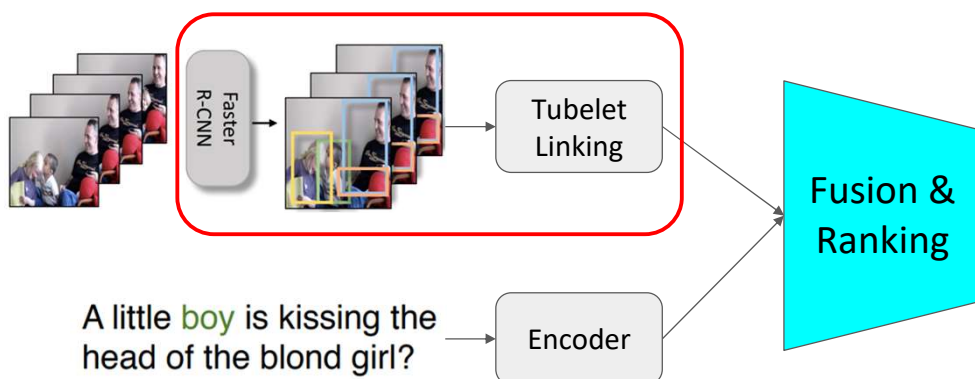 Faster
R-CNN
Tubelet
Linking
Fusion &
Ranking
A little boy is kissing the
head of the blond girl?
Encoder